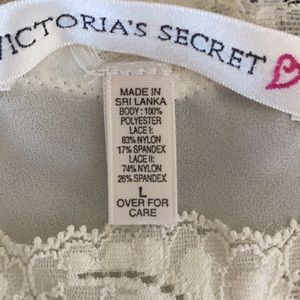 VICTORIA'S SECRET
MADE IN
SRI LANKA
BODY: 100%
POLYESTER
LACE I:
83% NYLON
17% SPANDEX
LACE II:
74% NYLON
26% SPANDEX
L
OVER FOR
CARE